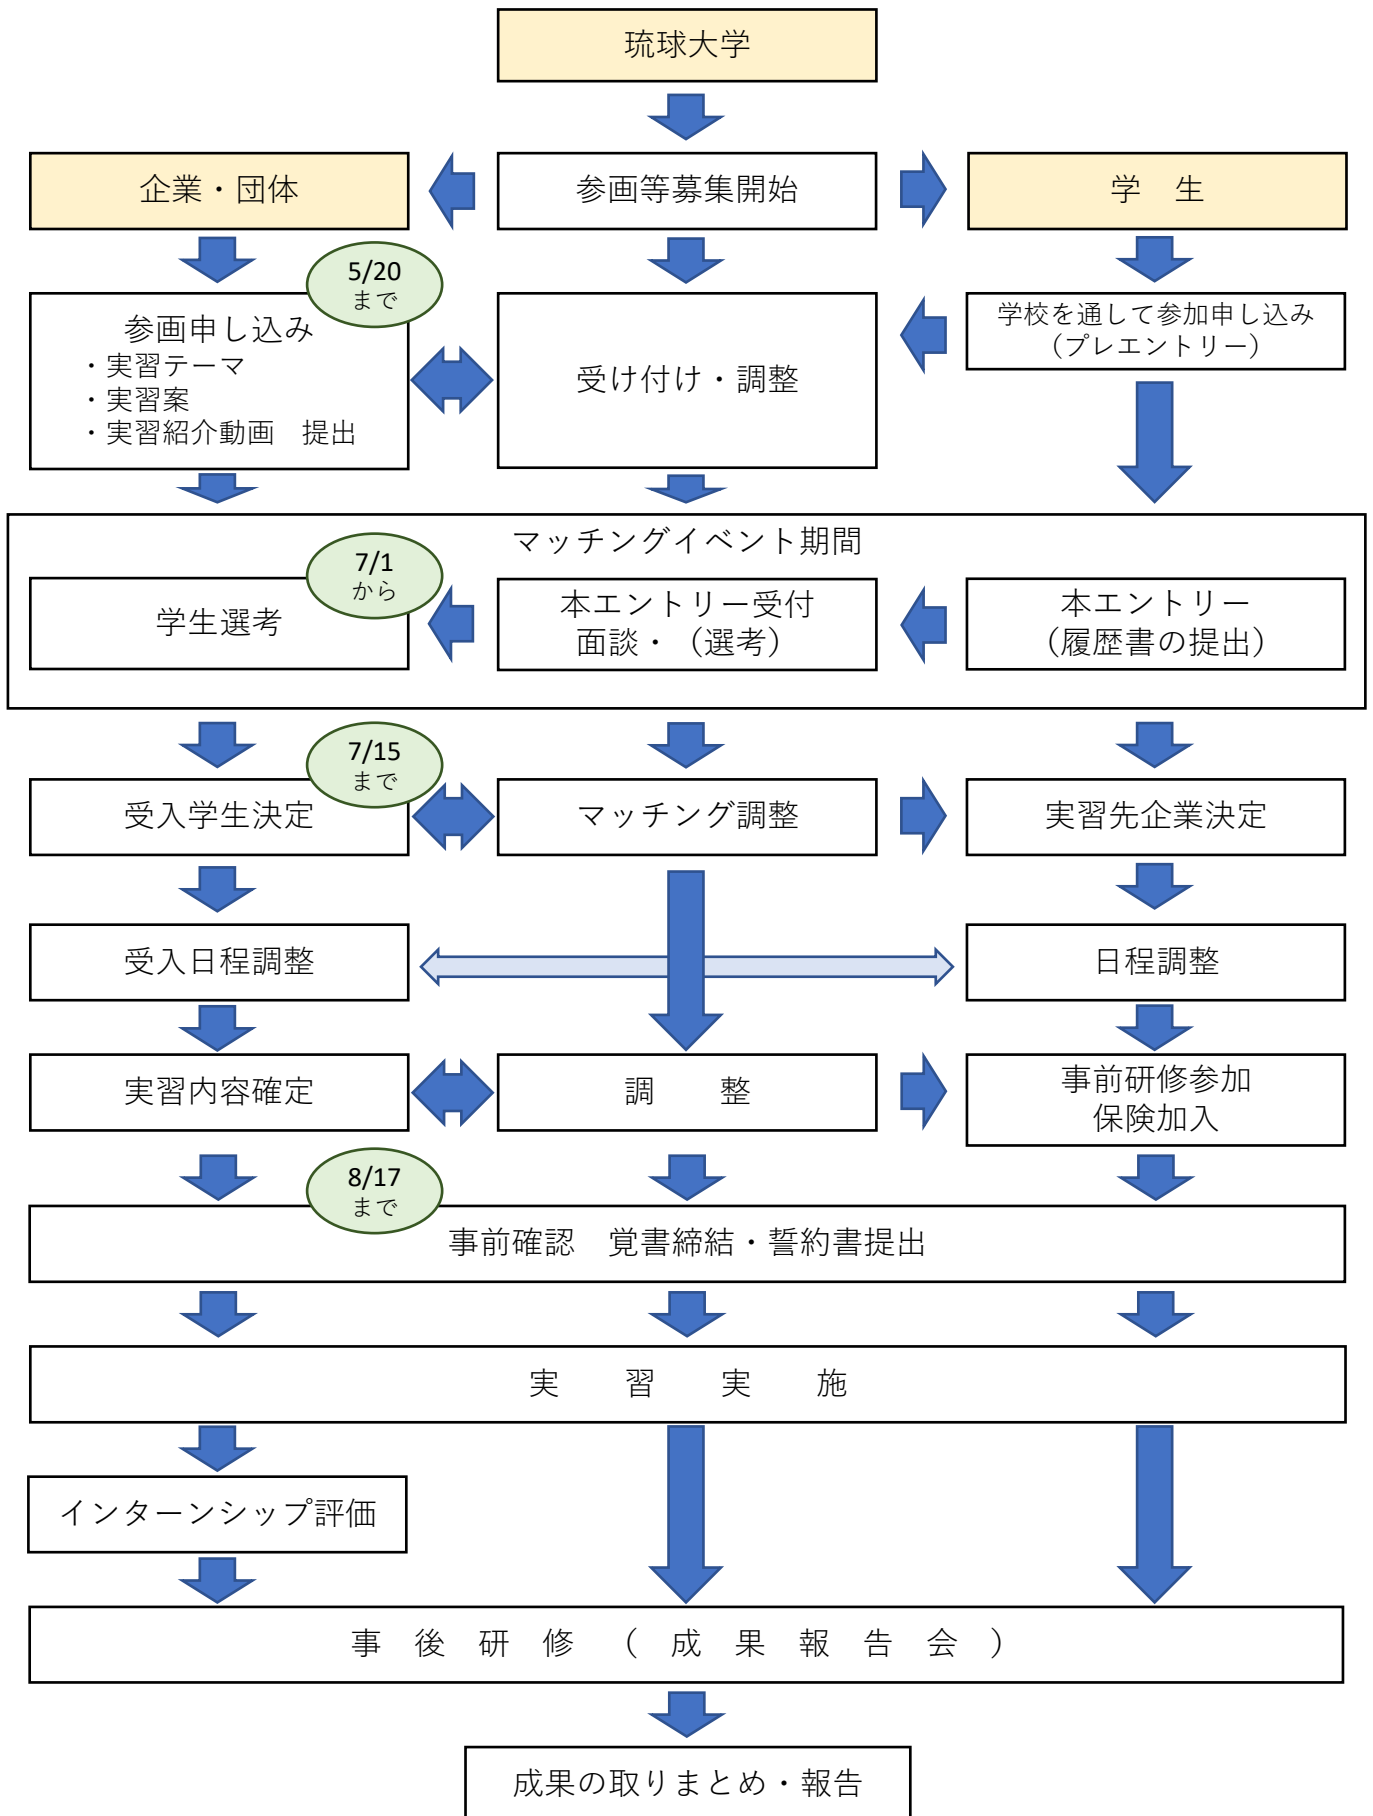 琉球大学
企業・団体
参画等募集開始
学　生
5/20
まで
参画申し込み
・実習テーマ
・実習案
・実習紹介動画　提出
受け付け・調整
学校を通して参加申し込み
（プレエントリー）
マッチングイベント期間
7/1
から
学生選考
本エントリー受付
面談・（選考）
本エントリー
（履歴書の提出）
7/15
まで
受入学生決定
マッチング調整
実習先企業決定
受入日程調整
日程調整
実習内容確定
調　　整
事前研修参加
保険加入
8/17
まで
事前確認　覚書締結・誓約書提出
実　　習　　実　　施
インターンシップ評価
事　後　研　修　（　成　果　報　告　会　）
成果の取りまとめ・報告